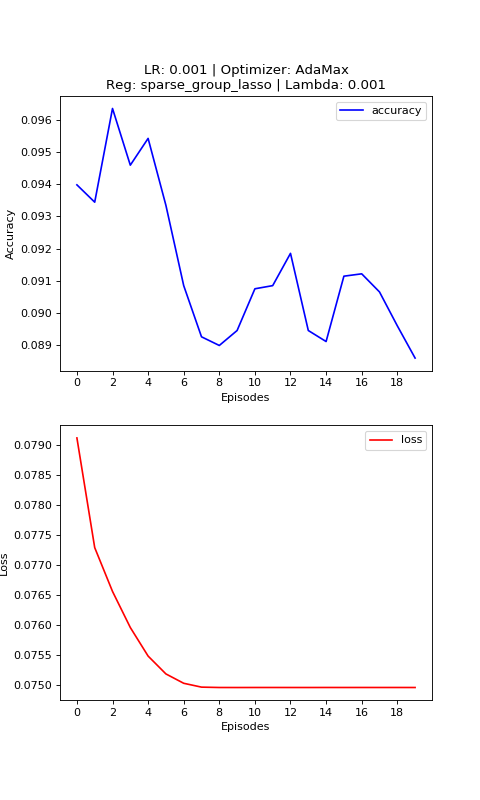 LR: 0.001 | Optimizer: AdaMax
Reg: sparse_group_lasso | Lambda: 0.001
accuracy
0.096
0.095
0.094
0.093
0.092
0.091
0.090
0.089
Accuracy
0 2 4 6 8 10 12 14 16 18
Episodes
loss
0.0790
0.0785
0.0780
0.0775
0.0770
0.0765
0.0760
0.0755
0.0750
Loss
0 2 4 6 8 10 12 14 16 18
Episodes